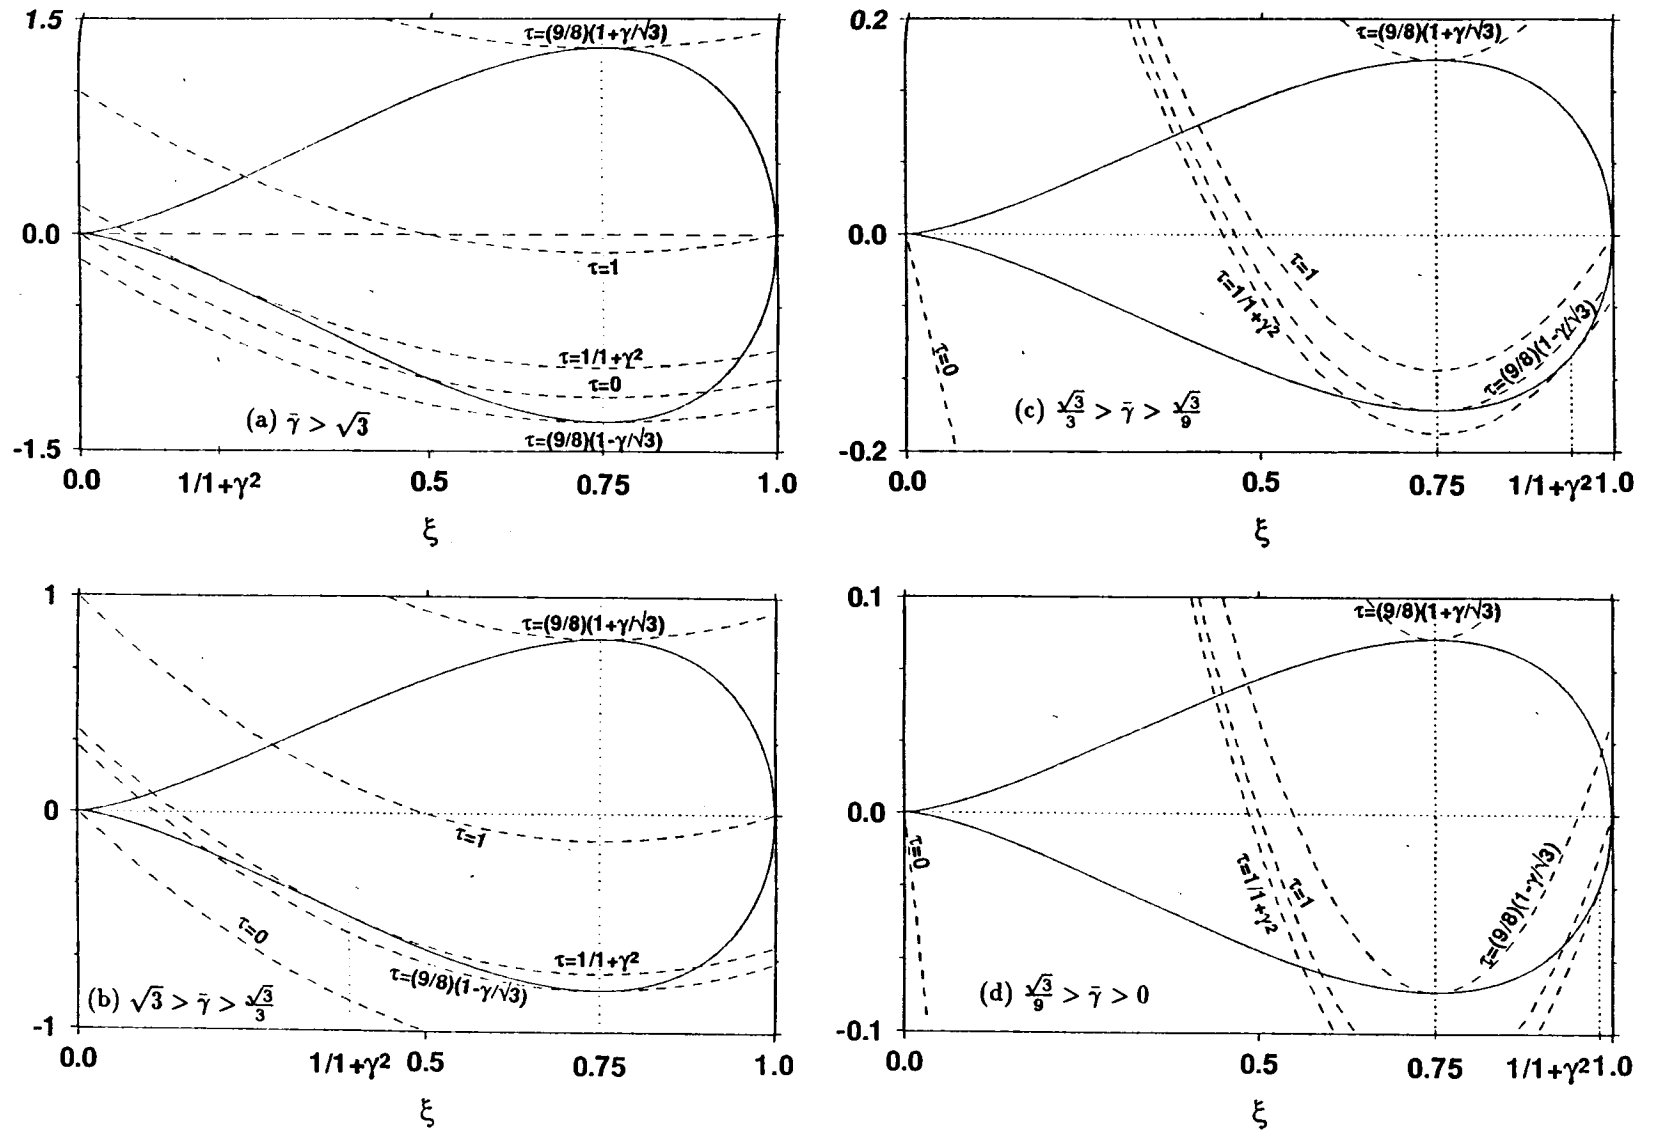 1.5
0.0
-1.5
τ=(9/8)(1+γ/√3)
τ=1
τ=1/1+γ²
τ=0
τ=(9/8)(1-γ/√3)
(a) γ̄ > √3
0.0 1/1+γ² 0.5 0.75 1.0
ξ
0.2
0.0
-0.2
τ=(9/8)(1+γ/√3)
τ=1
τ=1/1+γ²
τ=0
τ=(9/8)(1-γ/√3)
(c) √3/3 > γ̄ > √3/9
0.0 0.5 0.75 1/1+γ² 1.0
ξ
1
0
-1
τ=(9/8)(1+γ/√3)
τ=1
τ=0
τ=1/1+γ²
τ=(9/8)(1-γ/√3)
(b) √3 > γ̄ > √3/3
0.0 1/1+γ² 0.5 0.75 1.0
ξ
0.1
0.0
-0.1
τ=(9/8)(1+γ/√3)
τ=0
τ=1/1+γ²
τ=1
τ=(9/8)(1-γ/√3)
(d) √3/9 > γ̄ > 0
0.0 0.5 0.75 1/1+γ² 1.0
ξ